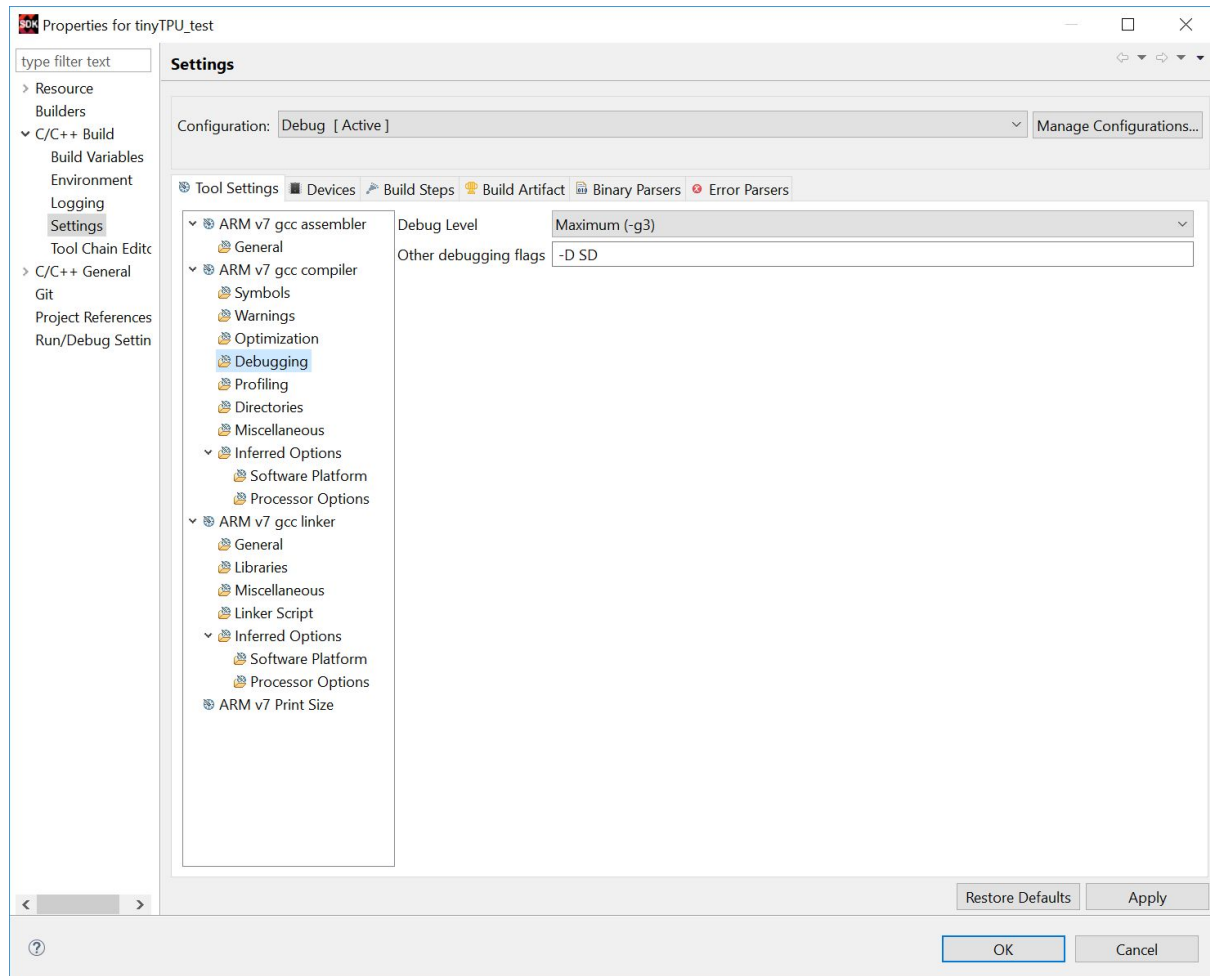 SDK Properties for tinyTPU_test
type filter text
Resource
Builders
C/C++ Build
Build Variables
Environment
Logging
Settings
Tool Chain Edito
C/C++ General
Git
Project References
Run/Debug Settin
Settings
Configuration: Debug [ Active ] Manage Configurations...
Tool Settings Devices Build Steps Build Artifact Binary Parsers Error Parsers
ARM v7 gcc assembler
General
ARM v7 gcc compiler
Symbols
Warnings
Optimization
Debugging
Profiling
Directories
Miscellaneous
Inferred Options
Software Platform
Processor Options
ARM v7 gcc linker
General
Libraries
Miscellaneous
Linker Script
Inferred Options
Software Platform
Processor Options
ARM v7 Print Size
Debug Level Maximum (-g3)
Other debugging flags -D SD
Restore Defaults Apply
OK Cancel